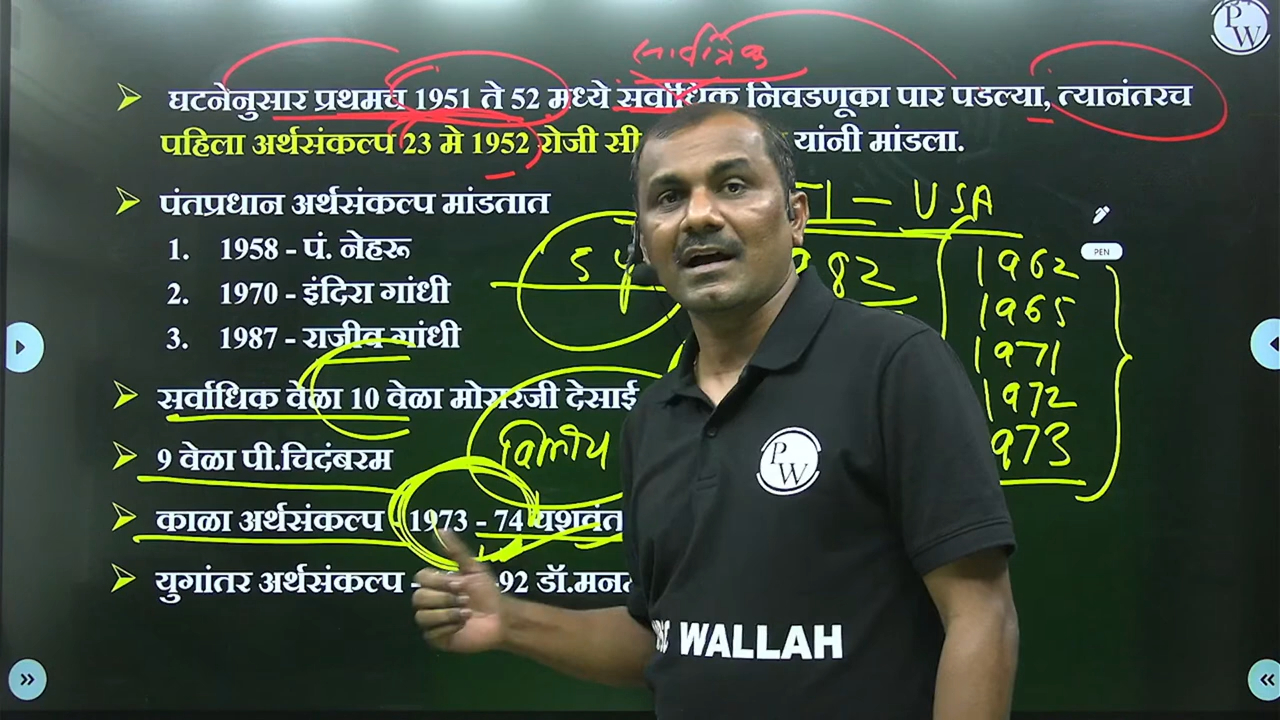 P
W
सार्वत्रिक
घटनेनुसार प्रथमच 1951 ते 52 मध्ये सर्वाधिक निवडणूका पार पडल्या, त्यानंतरच
पहिला अर्थसंकल्प 23 मे 1952 रोजी सी यांनी मांडला.
पंतप्रधान अर्थसंकल्प मांडतात
USA
1. 1958 - पं. नेहरू
1962
2. 1970 - इंदिरा गांधी
1965
3. 1987 - राजीव गांधी
1971
सर्वाधिक वेळा 10 वेळा मोरारजी देसाई
1972
9 वेळा पी.चिदंबरम
973
PEN
काळा अर्थसंकल्प - 1973 - 74 यशवंत
युगांतर अर्थसंकल्प - -92 डॉ.मन
P
W
WALLAH